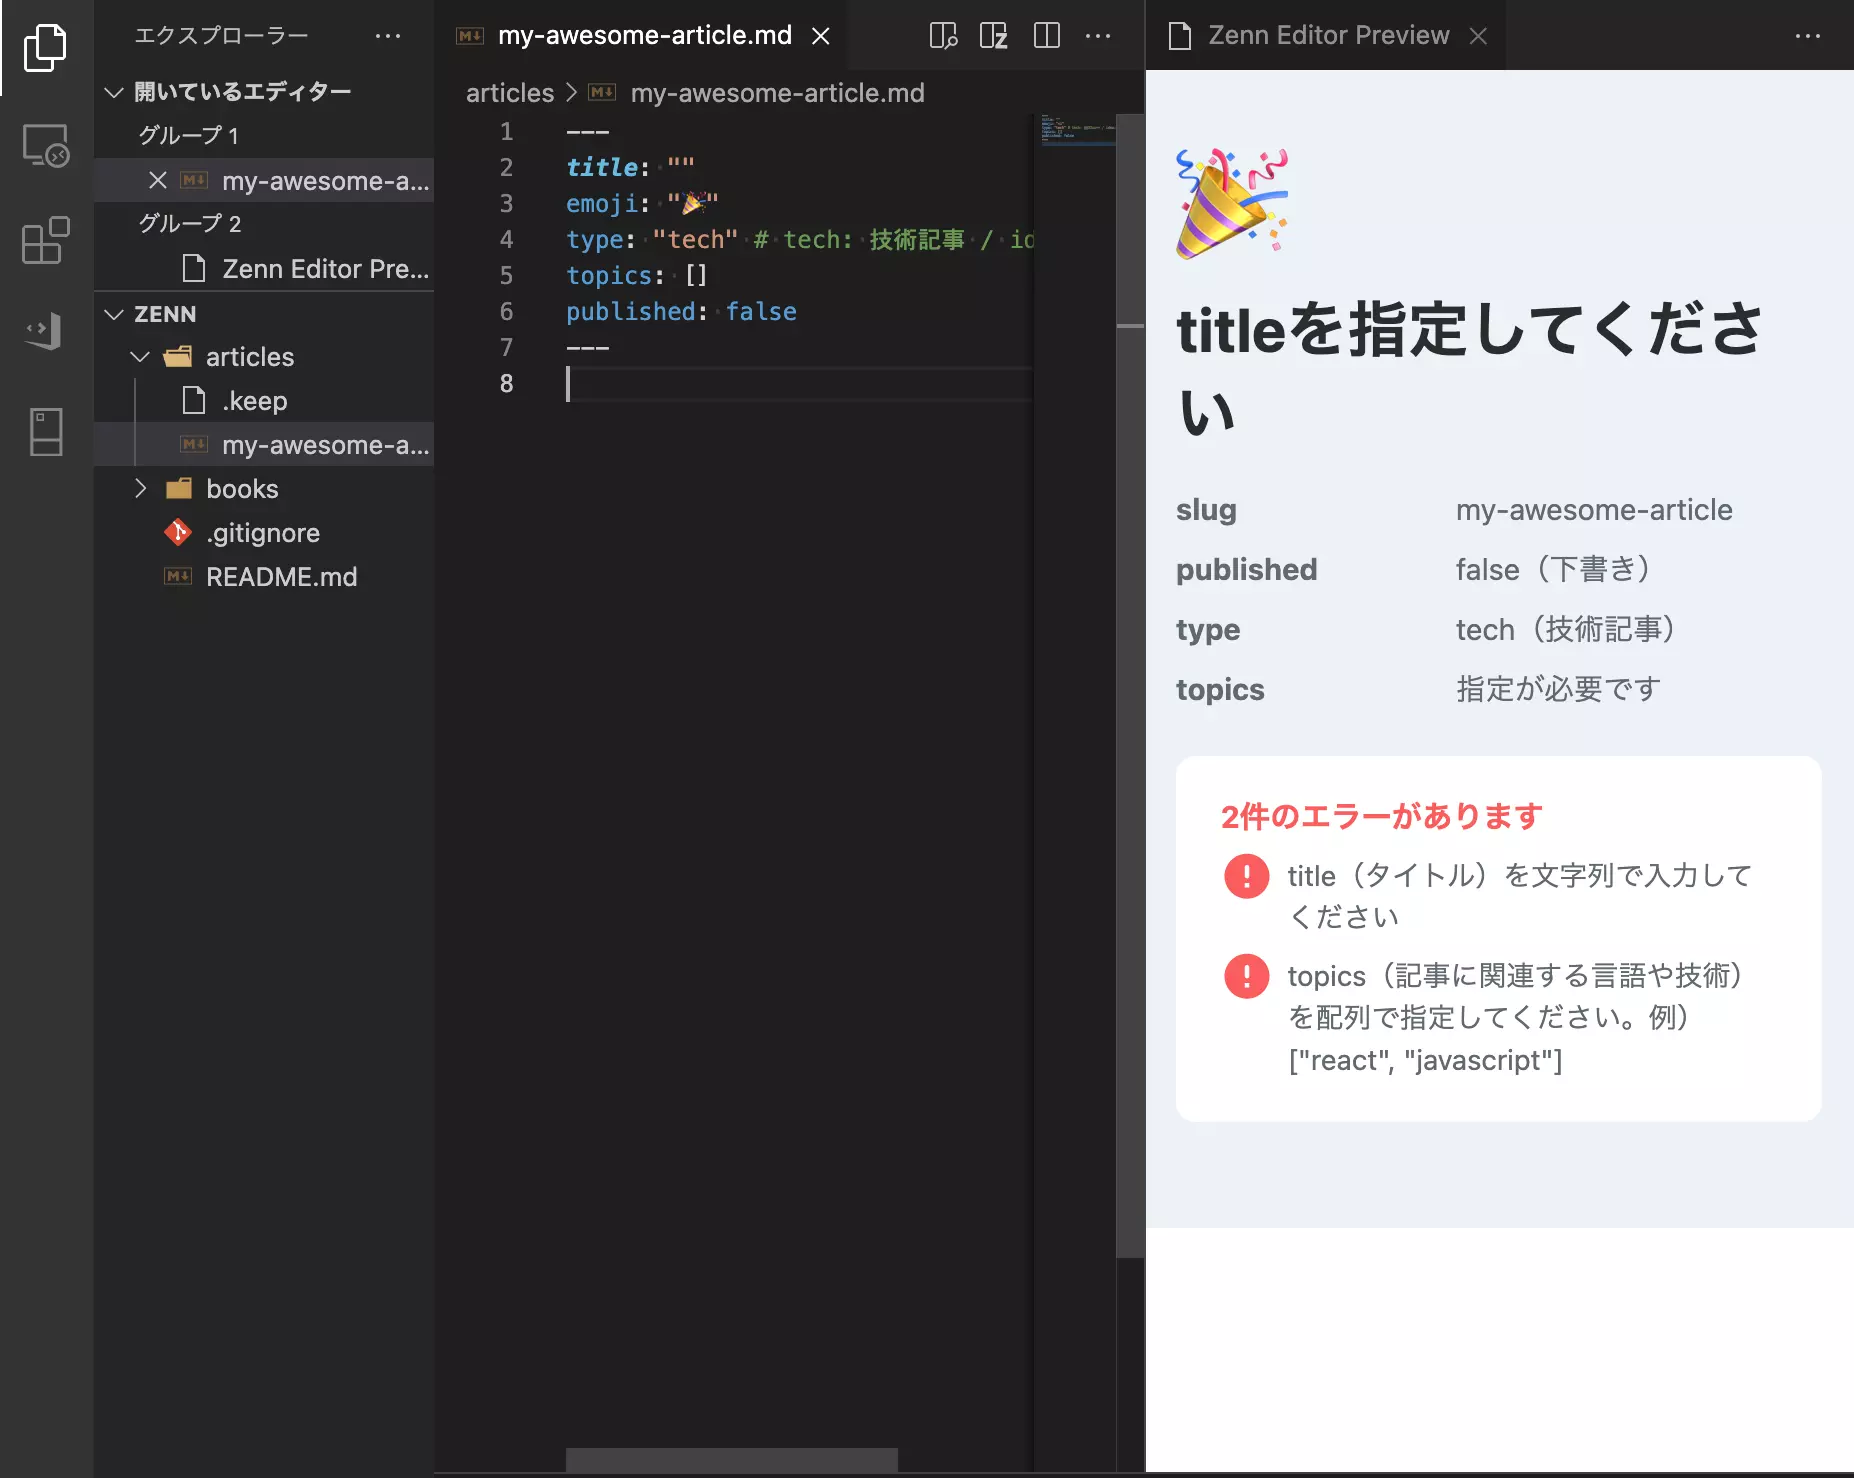 エクスプローラー
開いているエディター
グループ 1
my-awesome-a...
グループ 2
Zenn Editor Pre...
ZENN
articles
.keep
my-awesome-a...
books
.gitignore
README.md
my-awesome-article.md
articles > my-awesome-article.md
1 ---
2 title: ""
3 emoji: "🎉"
4 type: "tech" # tech: 技術記事 / id
5 topics: []
6 published: false
7 ---
8
Zenn Editor Preview
titleを指定してくださ
い
slug my-awesome-article
published false（下書き）
type tech（技術記事）
topics 指定が必要です
2件のエラーがあります
title（タイトル）を文字列で入力して
ください
topics（記事に関連する言語や技術）
を配列で指定してください。例）
["react", "javascript"]